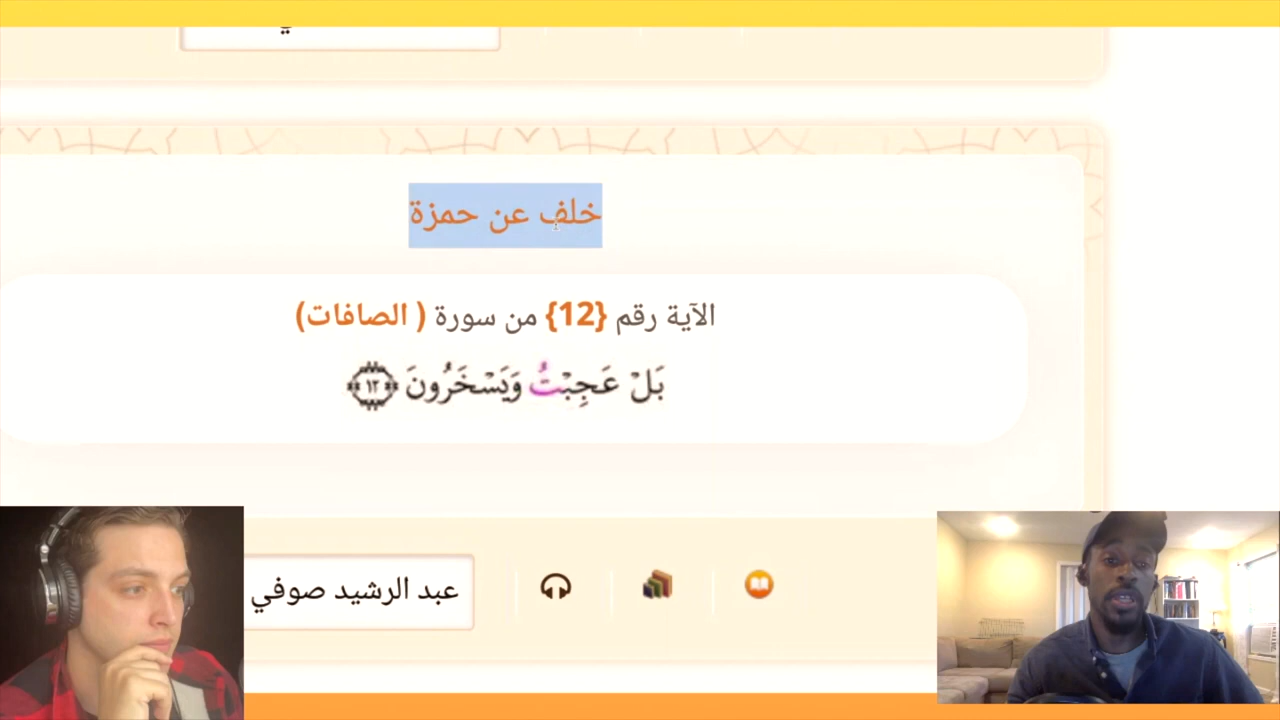 خلف عن حمزة
الآية رقم {12} من سورة ( الصافات)
بَلْ عَجِبْتُ وَيَسْخَرُونَ ١٢
عبد الرشيد صوفي